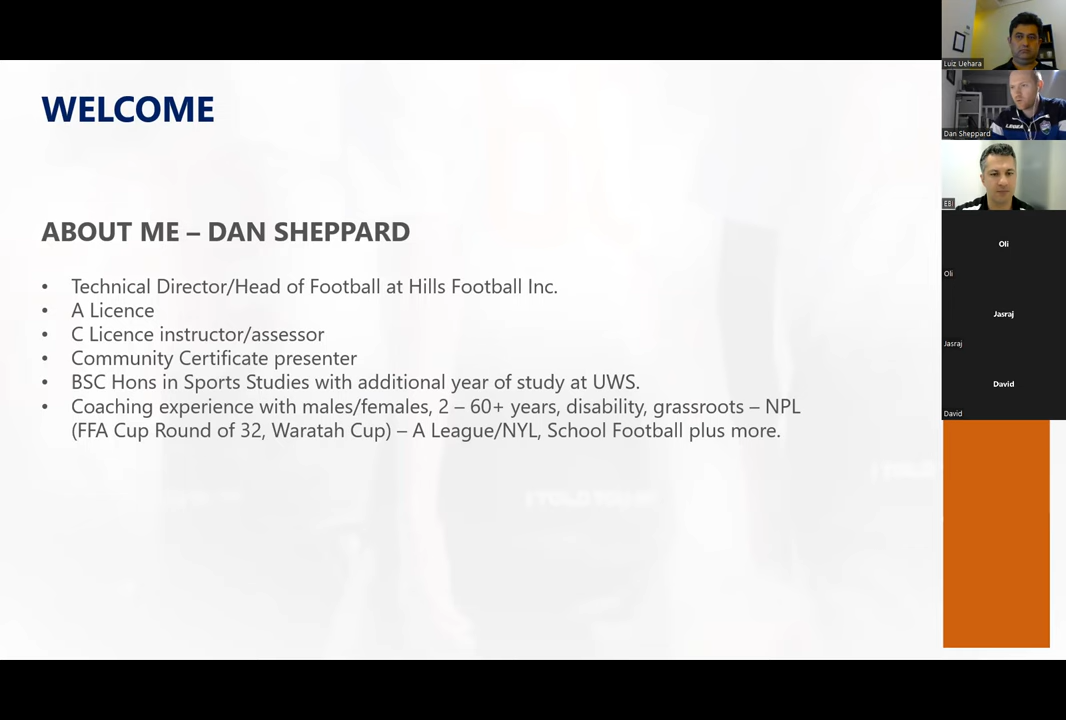 WELCOME
ABOUT ME – DAN SHEPPARD
• Technical Director/Head of Football at Hills Football Inc.
• A Licence
• C Licence instructor/assessor
• Community Certificate presenter
• BSC Hons in Sports Studies with additional year of study at UWS.
• Coaching experience with males/females, 2 – 60+ years, disability, grassroots – NPL
(FFA Cup Round of 32, Waratah Cup) – A League/NYL, School Football plus more.
Luiz Uehara
LEGEA
Dan Sheppard
EBI
Oli
Oli
Jasraj
Jasraj
David
David